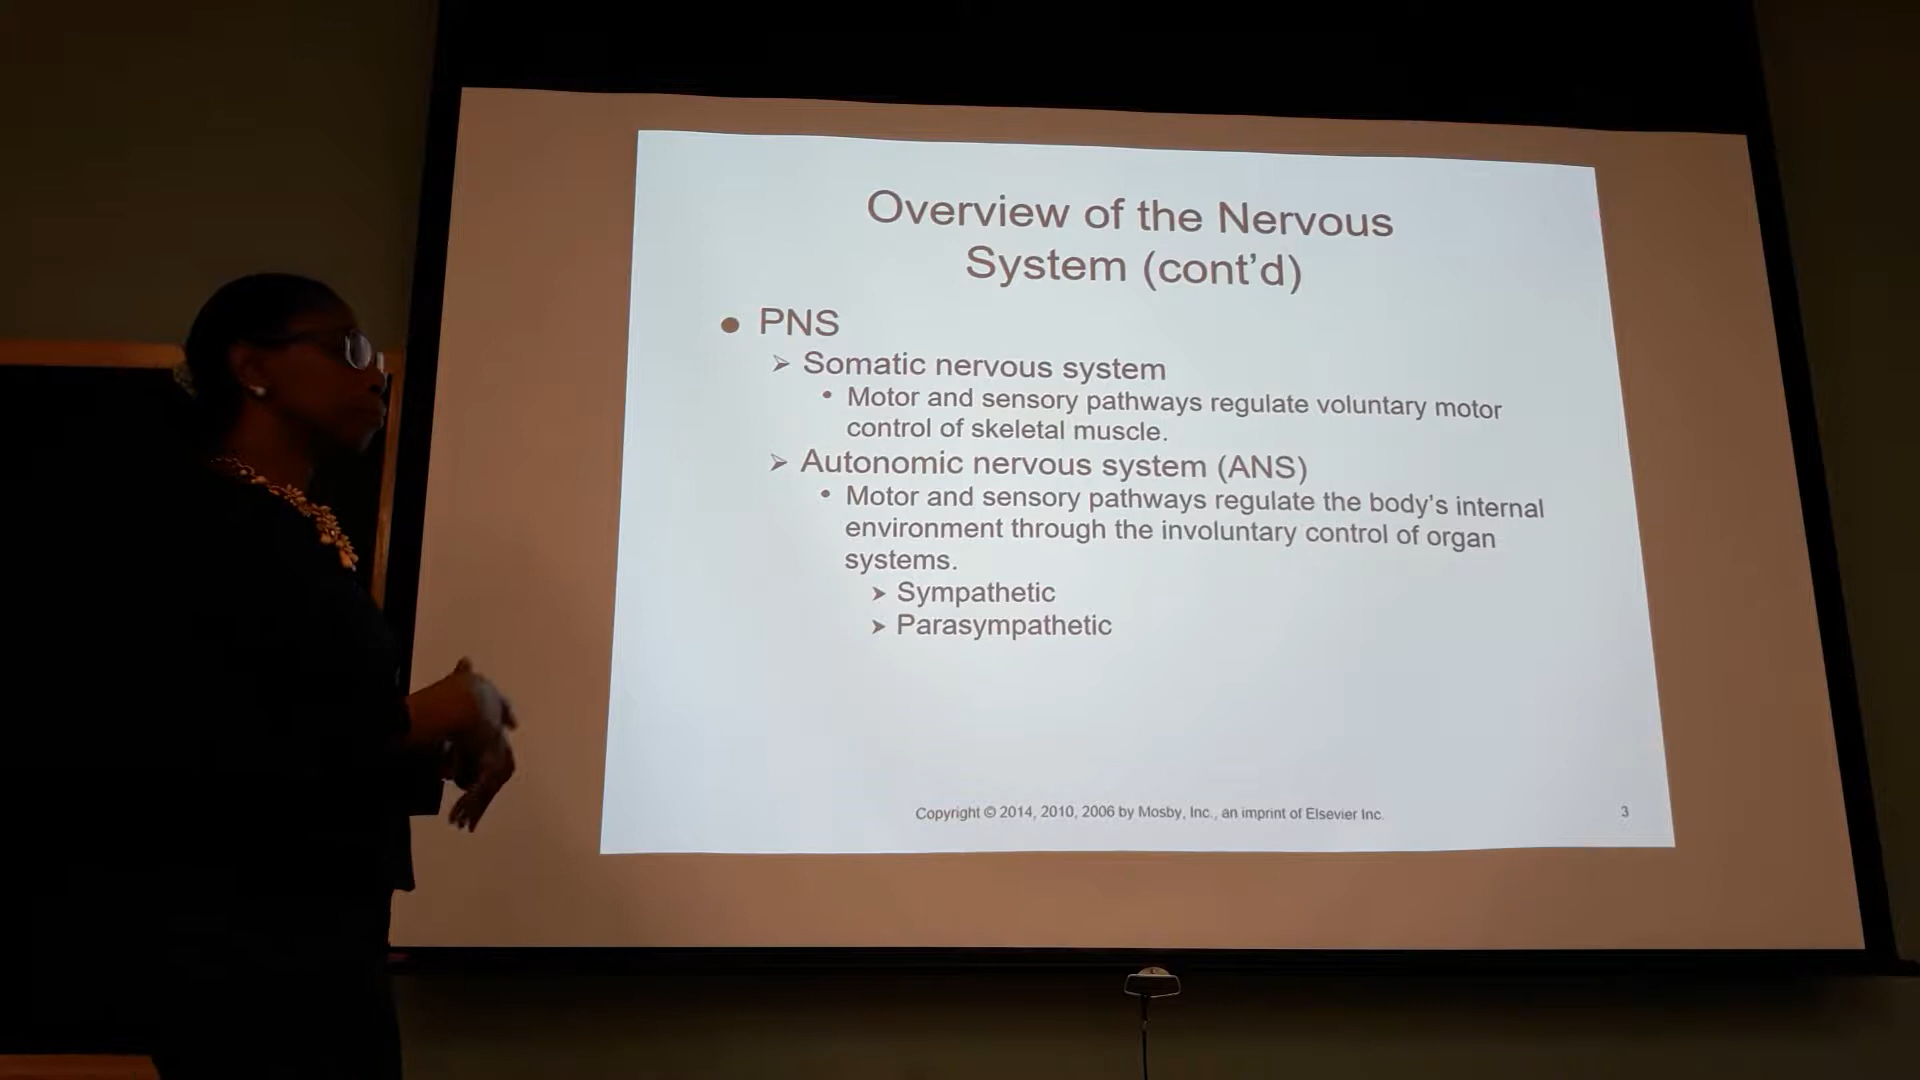 Overview of the Nervous
System (cont’d)
● PNS
➢ Somatic nervous system
• Motor and sensory pathways regulate voluntary motor
control of skeletal muscle.
➢ Autonomic nervous system (ANS)
• Motor and sensory pathways regulate the body’s internal
environment through the involuntary control of organ
systems.
➢ Sympathetic
➢ Parasympathetic
Copyright © 2014, 2010, 2006 by Mosby, Inc., an imprint of Elsevier Inc.
3